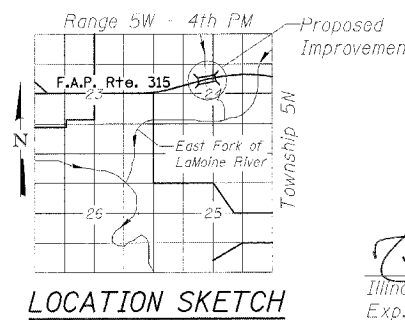 Range 5W - 4th PM
Proposed
Improvemen
F.A.P. Rte. 315
23
24
East Fork of
LaMoine River
Township 5N
N
26
25
LOCATION SKETCH
Illino
Exp.